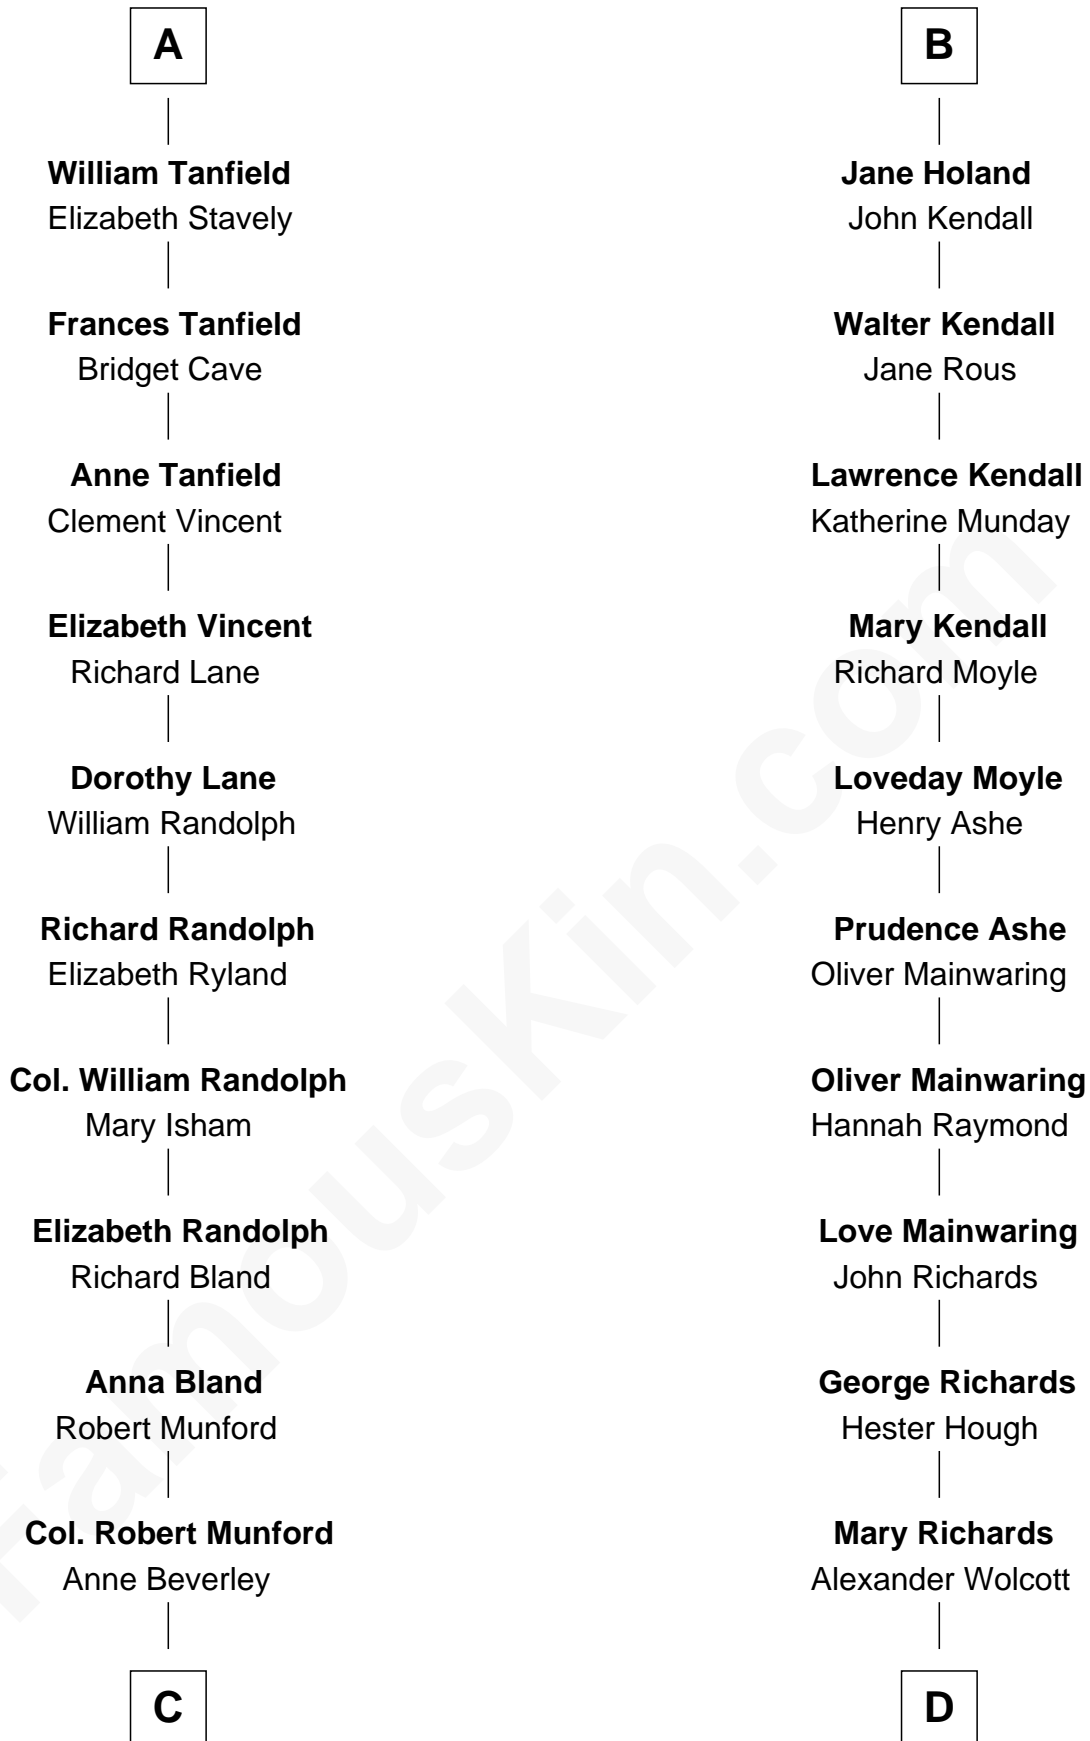 A
William Tanfield
Elizabeth Stavely
Frances Tanfield
Bridget Cave
Anne Tanfield
Clement Vincent
Elizabeth Vincent
Richard Lane
Dorothy Lane
William Randolph
Richard Randolph
Elizabeth Ryland
Col. William Randolph
Mary Isham
Elizabeth Randolph
Richard Bland
Anna Bland
Robert Munford
Col. Robert Munford
Anne Beverley
C
B
Jane Holand
John Kendall
Walter Kendall
Jane Rous
Lawrence Kendall
Katherine Munday
Mary Kendall
Richard Moyle
Loveday Moyle
Henry Ashe
Prudence Ashe
Oliver Mainwaring
Oliver Mainwaring
Hannah Raymond
Love Mainwaring
John Richards
George Richards
Hester Hough
Mary Richards
Alexander Wolcott
D
FamousKin.com